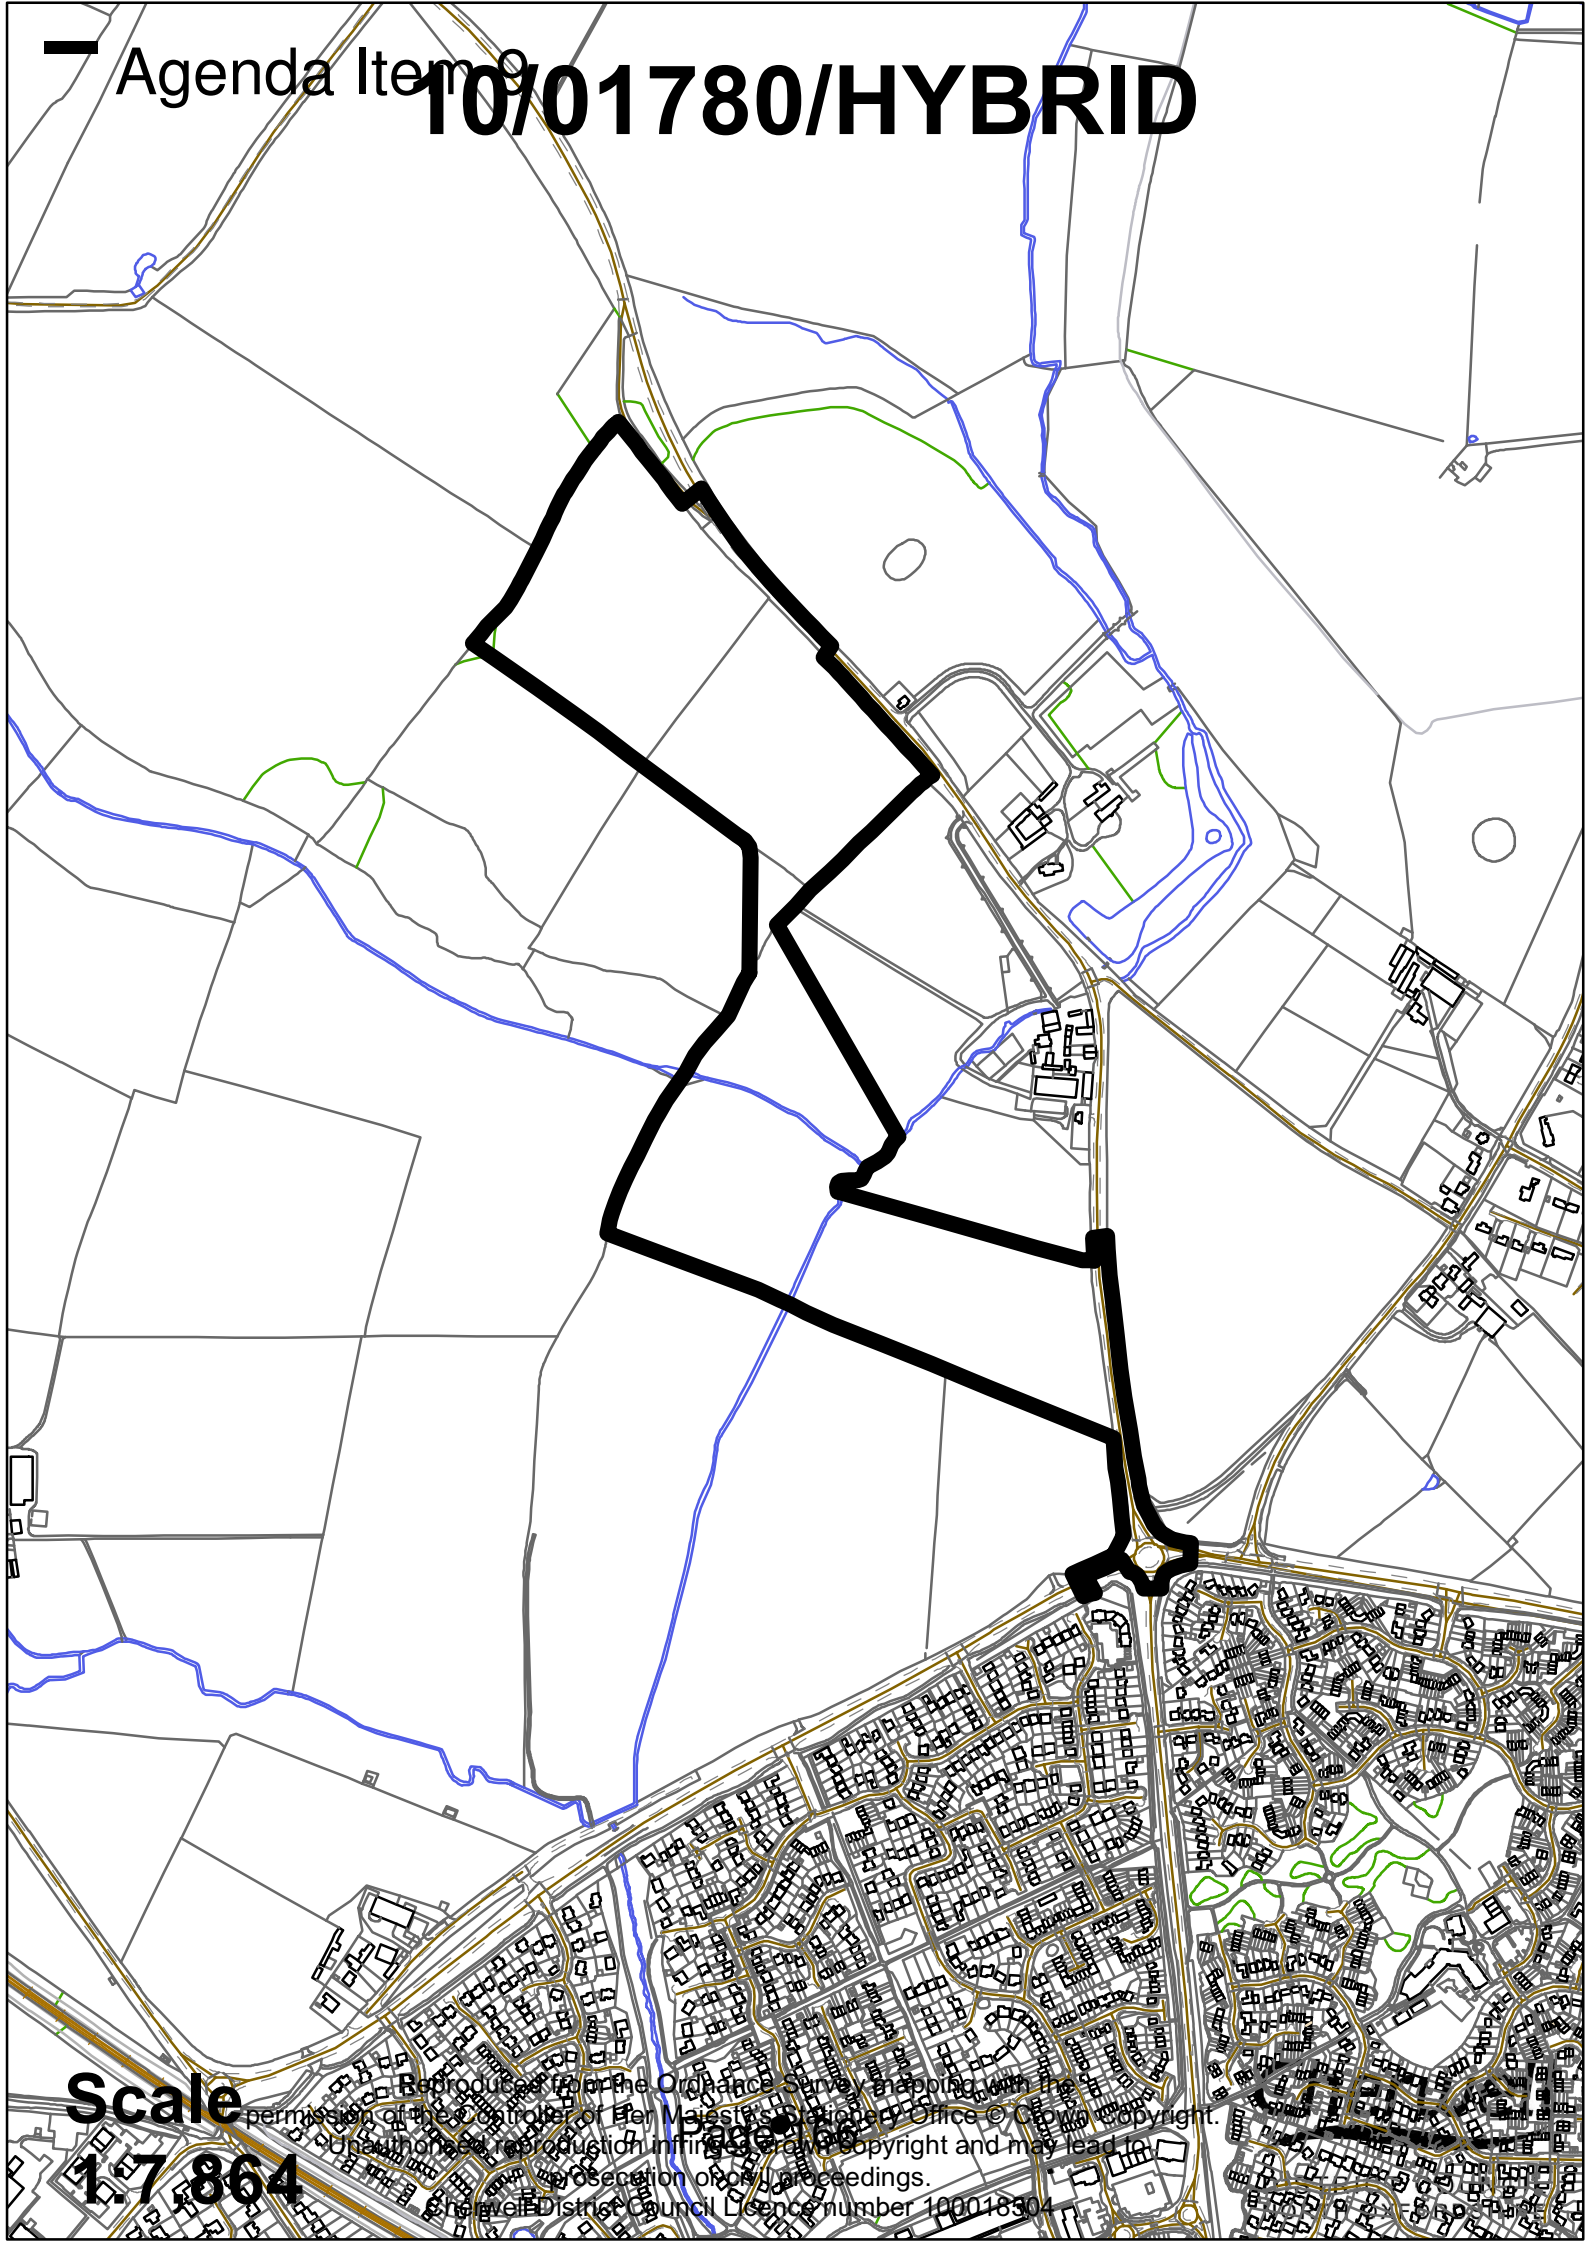 Agenda Item 9
10/01780/HYBRID
Scale
1:7,864
Reproduced from the Ordnance Survey mapping with the
permission of the Controller of Her Majesty's Stationery Office © Crown Copyright.
Unauthorised reproduction infringes crown copyright and may lead to
prosecution or civil proceedings.
Cherwell District Council Licence number 100018504
Page 166